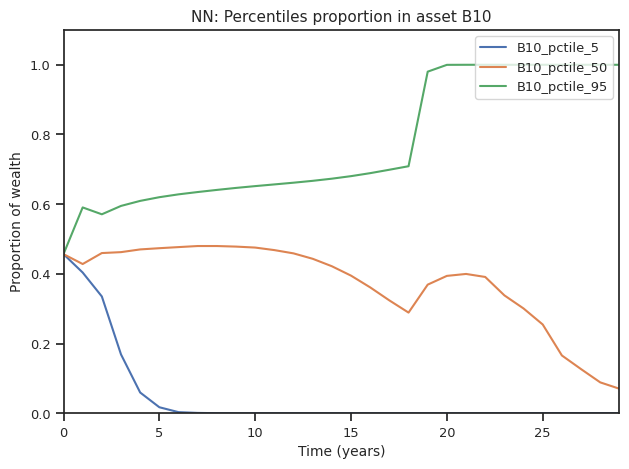 NN: Percentiles proportion in asset B10
B10_pctile_5
B10_pctile_50
B10_pctile_95
Proportion of wealth
1.0
0.8
0.6
0.4
0.2
0.0
0 5 10 15 20 25
Time (years)